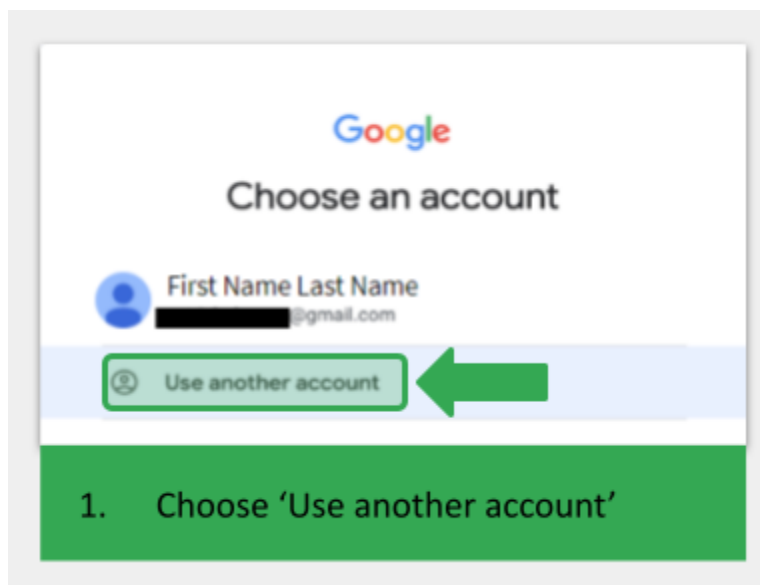 Google
Choose an account
First Name Last Name
@gmail.com
Use another account
1. Choose ‘Use another account’